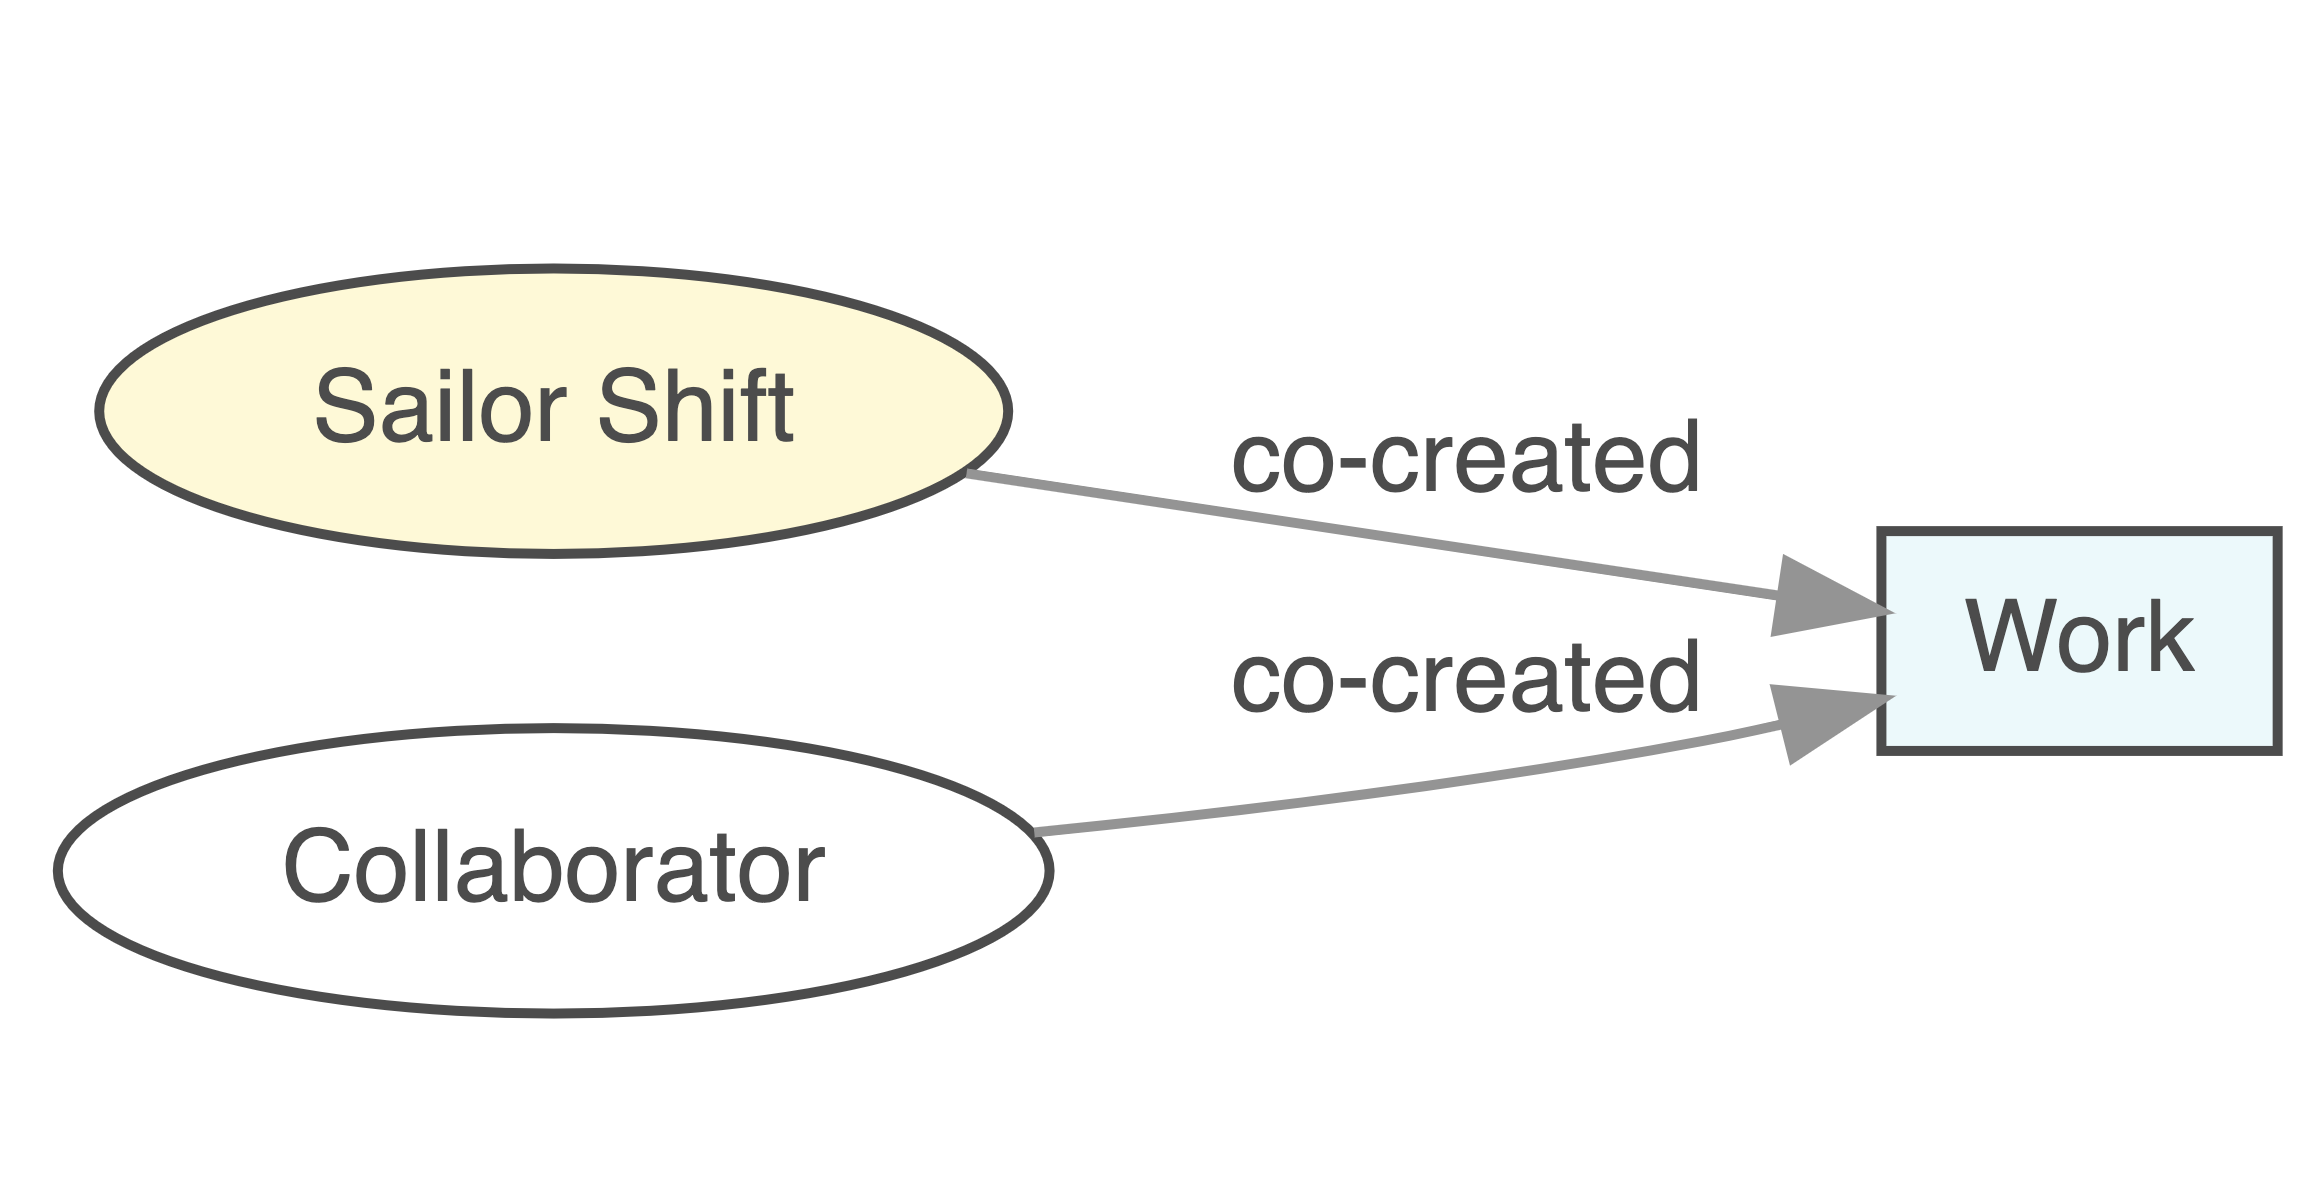 Sailor Shift
co-created
Work
co-created
Collaborator